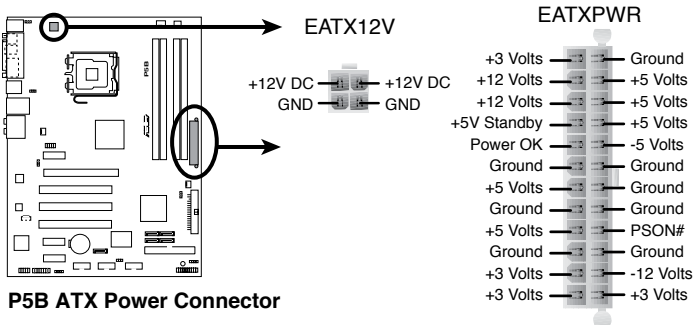 EATX12V
+12V DC +12V DC
GND GND
EATXPWR
+3 Volts Ground
+12 Volts +5 Volts
+12 Volts +5 Volts
+5V Standby +5 Volts
Power OK -5 Volts
Ground Ground
+5 Volts Ground
Ground Ground
+5 Volts PSON#
Ground Ground
+3 Volts -12 Volts
+3 Volts +3 Volts
P5B
P5B ATX Power Connector